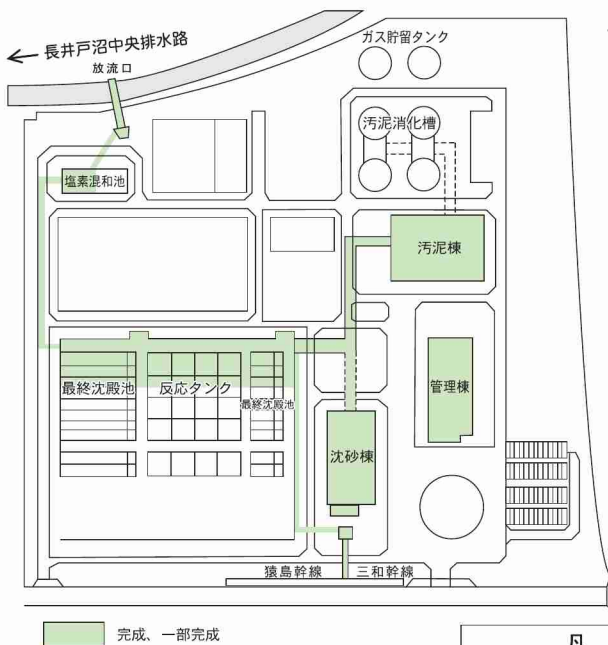 長井戸沼中央排水路
放流口
ガス貯留タンク
汚泥消化槽
塩素混和池
汚泥棟
最終沈殿池
反応タンク
最終沈殿池
管理棟
沈砂棟
猿島幹線
三和幹線
完成、一部完成
凡